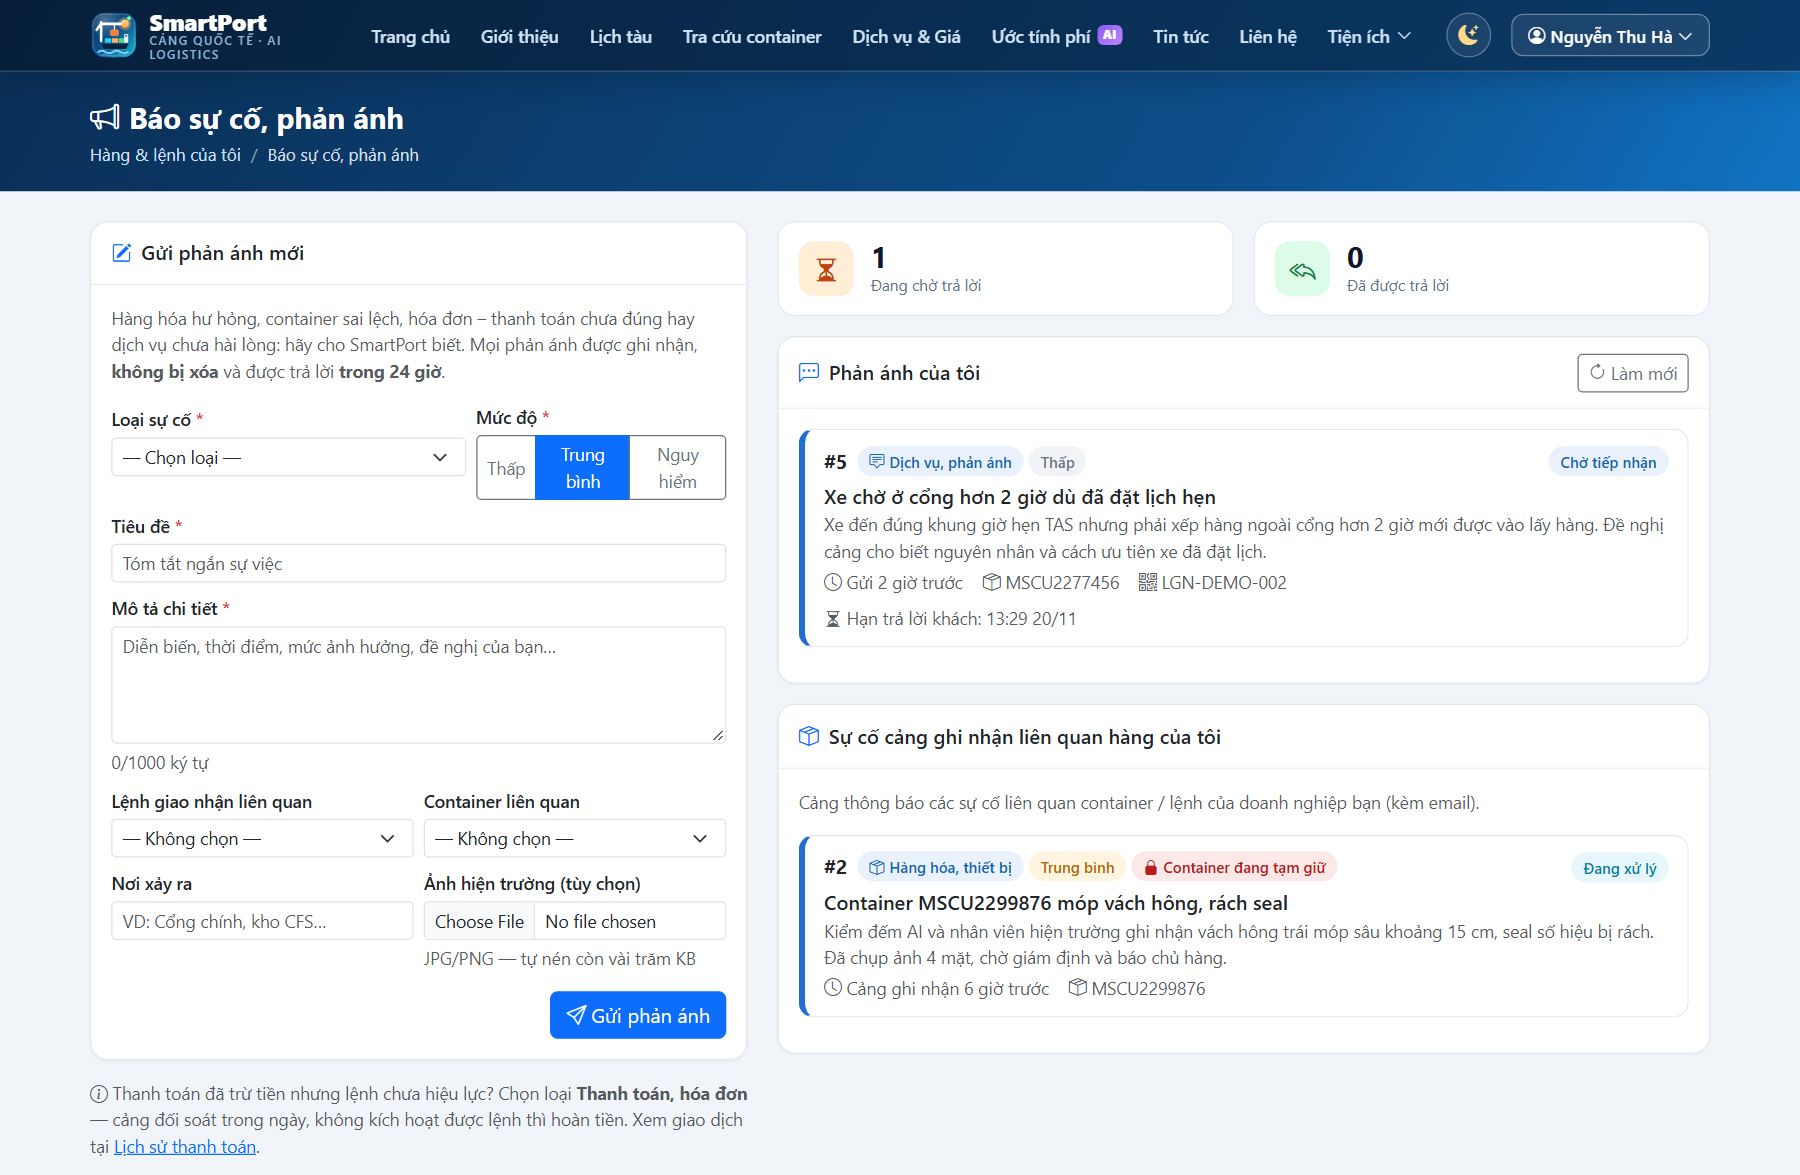 SmartPort
CẢNG QUỐC TẾ · AI
LOGISTICS
Trang chủ
Giới thiệu
Lịch tàu
Tra cứu container
Dịch vụ & Giá
Ước tính phí AI
Tin tức
Liên hệ
Tiện ích
Nguyễn Thu Hà
Báo sự cố, phản ánh
Hàng & lệnh của tôi / Báo sự cố, phản ánh
Gửi phản ánh mới
Hàng hóa hư hỏng, container sai lệch, hóa đơn – thanh toán chưa đúng hay
dịch vụ chưa hài lòng: hãy cho SmartPort biết. Mọi phản ánh được ghi nhận,
không bị xóa và được trả lời trong 24 giờ.
Loại sự cố *
— Chọn loại —
Mức độ *
Thấp
Trung
bình
Nguy
hiểm
Tiêu đề *
Tóm tắt ngắn sự việc
Mô tả chi tiết *
Diễn biến, thời điểm, mức ảnh hưởng, đề nghị của bạn...
0/1000 ký tự
Lệnh giao nhận liên quan
— Không chọn —
Container liên quan
— Không chọn —
Nơi xảy ra
VD: Cổng chính, kho CFS...
Ảnh hiện trường (tùy chọn)
Choose File No file chosen
JPG/PNG — tự nén còn vài trăm KB
Gửi phản ánh
Thanh toán đã trừ tiền nhưng lệnh chưa hiệu lực? Chọn loại Thanh toán, hóa đơn
— cảng đối soát trong ngày, không kích hoạt được lệnh thì hoàn tiền. Xem giao dịch
tại Lịch sử thanh toán.
1
Đang chờ trả lời
0
Đã được trả lời
Phản ánh của tôi
Làm mới
#5 Dịch vụ, phản ánh Thấp Chờ tiếp nhận
Xe chờ ở cổng hơn 2 giờ dù đã đặt lịch hẹn
Xe đến đúng khung giờ hẹn TAS nhưng phải xếp hàng ngoài cổng hơn 2 giờ mới được vào lấy hàng. Đề nghị
cảng cho biết nguyên nhân và cách ưu tiên xe đã đặt lịch.
Gửi 2 giờ trước MSCU2277456 LGN-DEMO-002
Hạn trả lời khách: 13:29 20/11
Sự cố cảng ghi nhận liên quan hàng của tôi
Cảng thông báo các sự cố liên quan container / lệnh của doanh nghiệp bạn (kèm email).
#2 Hàng hóa, thiết bị Trung bình Container đang tạm giữ Đang xử lý
Container MSCU2299876 móp vách hông, rách seal
Kiểm đếm AI và nhân viên hiện trường ghi nhận vách hông trái móp sâu khoảng 15 cm, seal số hiệu bị rách.
Đã chụp ảnh 4 mặt, chờ giám định và báo chủ hàng.
Cảng ghi nhận 6 giờ trước MSCU2299876